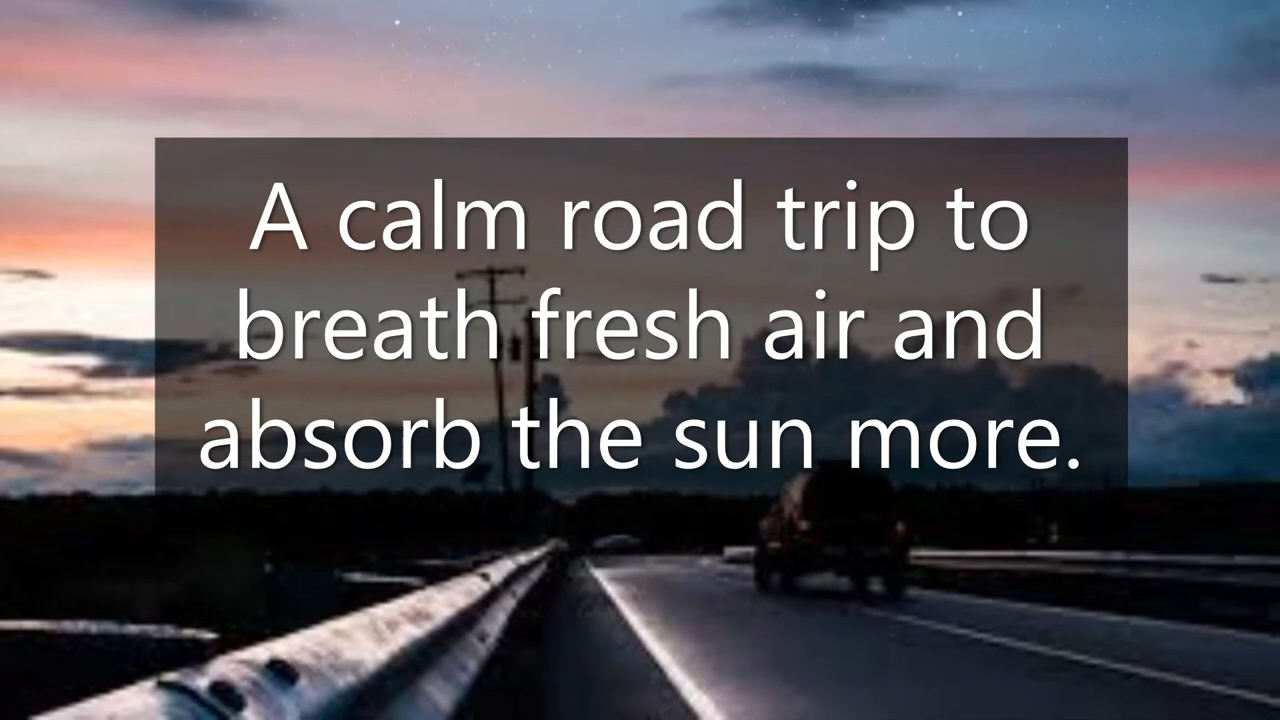 A calm road trip to
breath fresh air and
absorb the sun more.